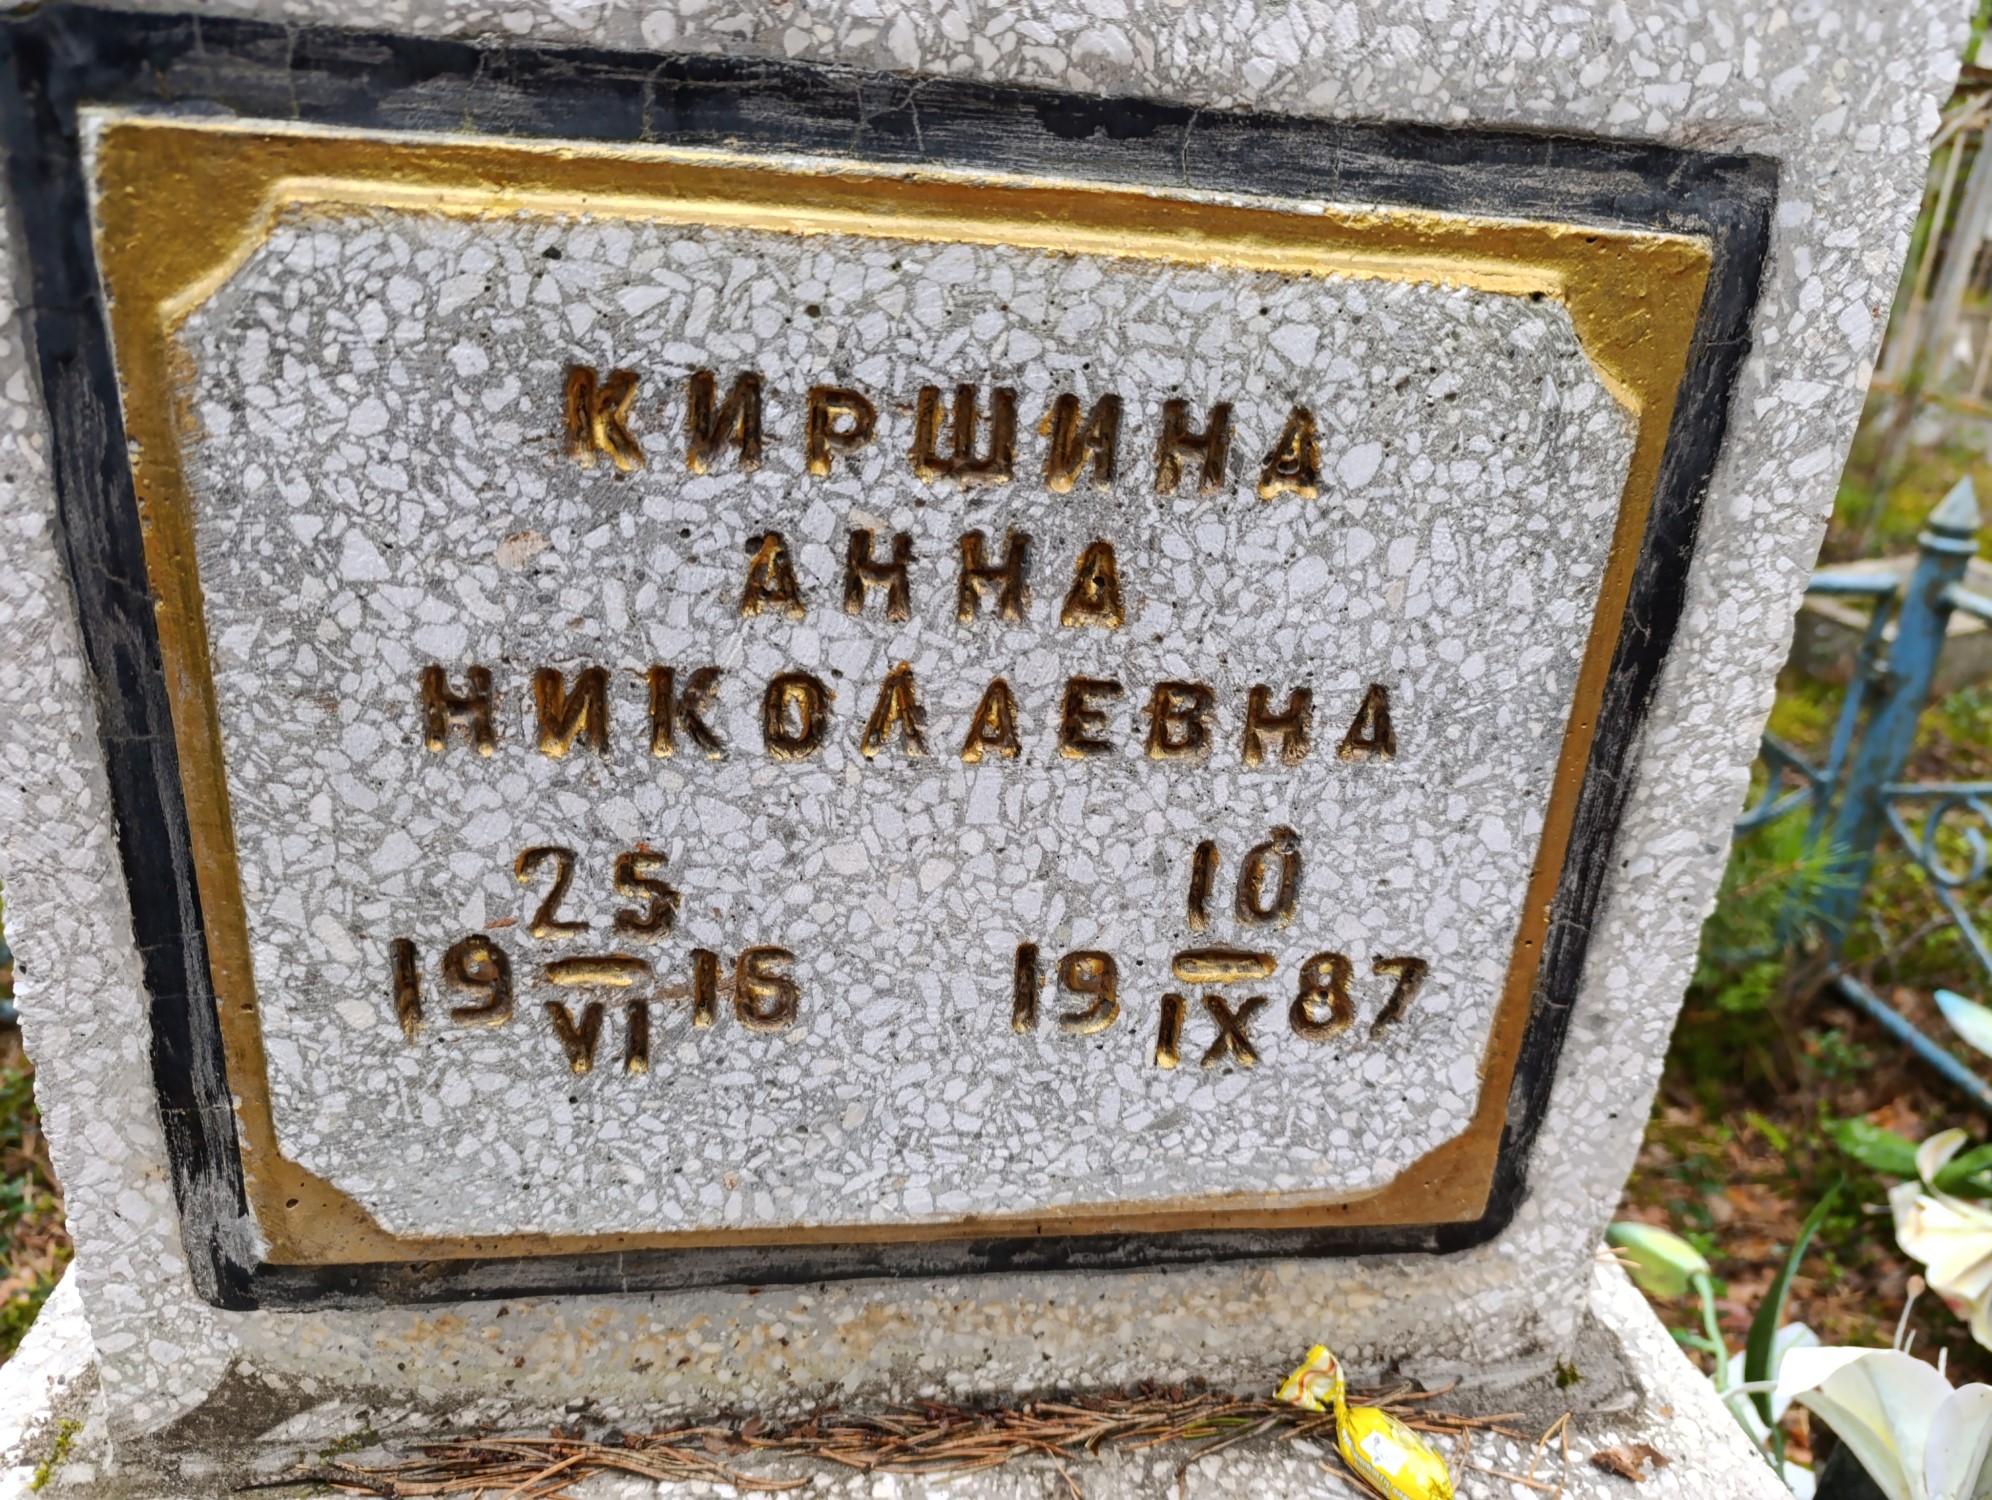 КИРШИНА
АННА
НИКОЛАЕВНА
25 10
19 — 16 19 — 87
VI IX